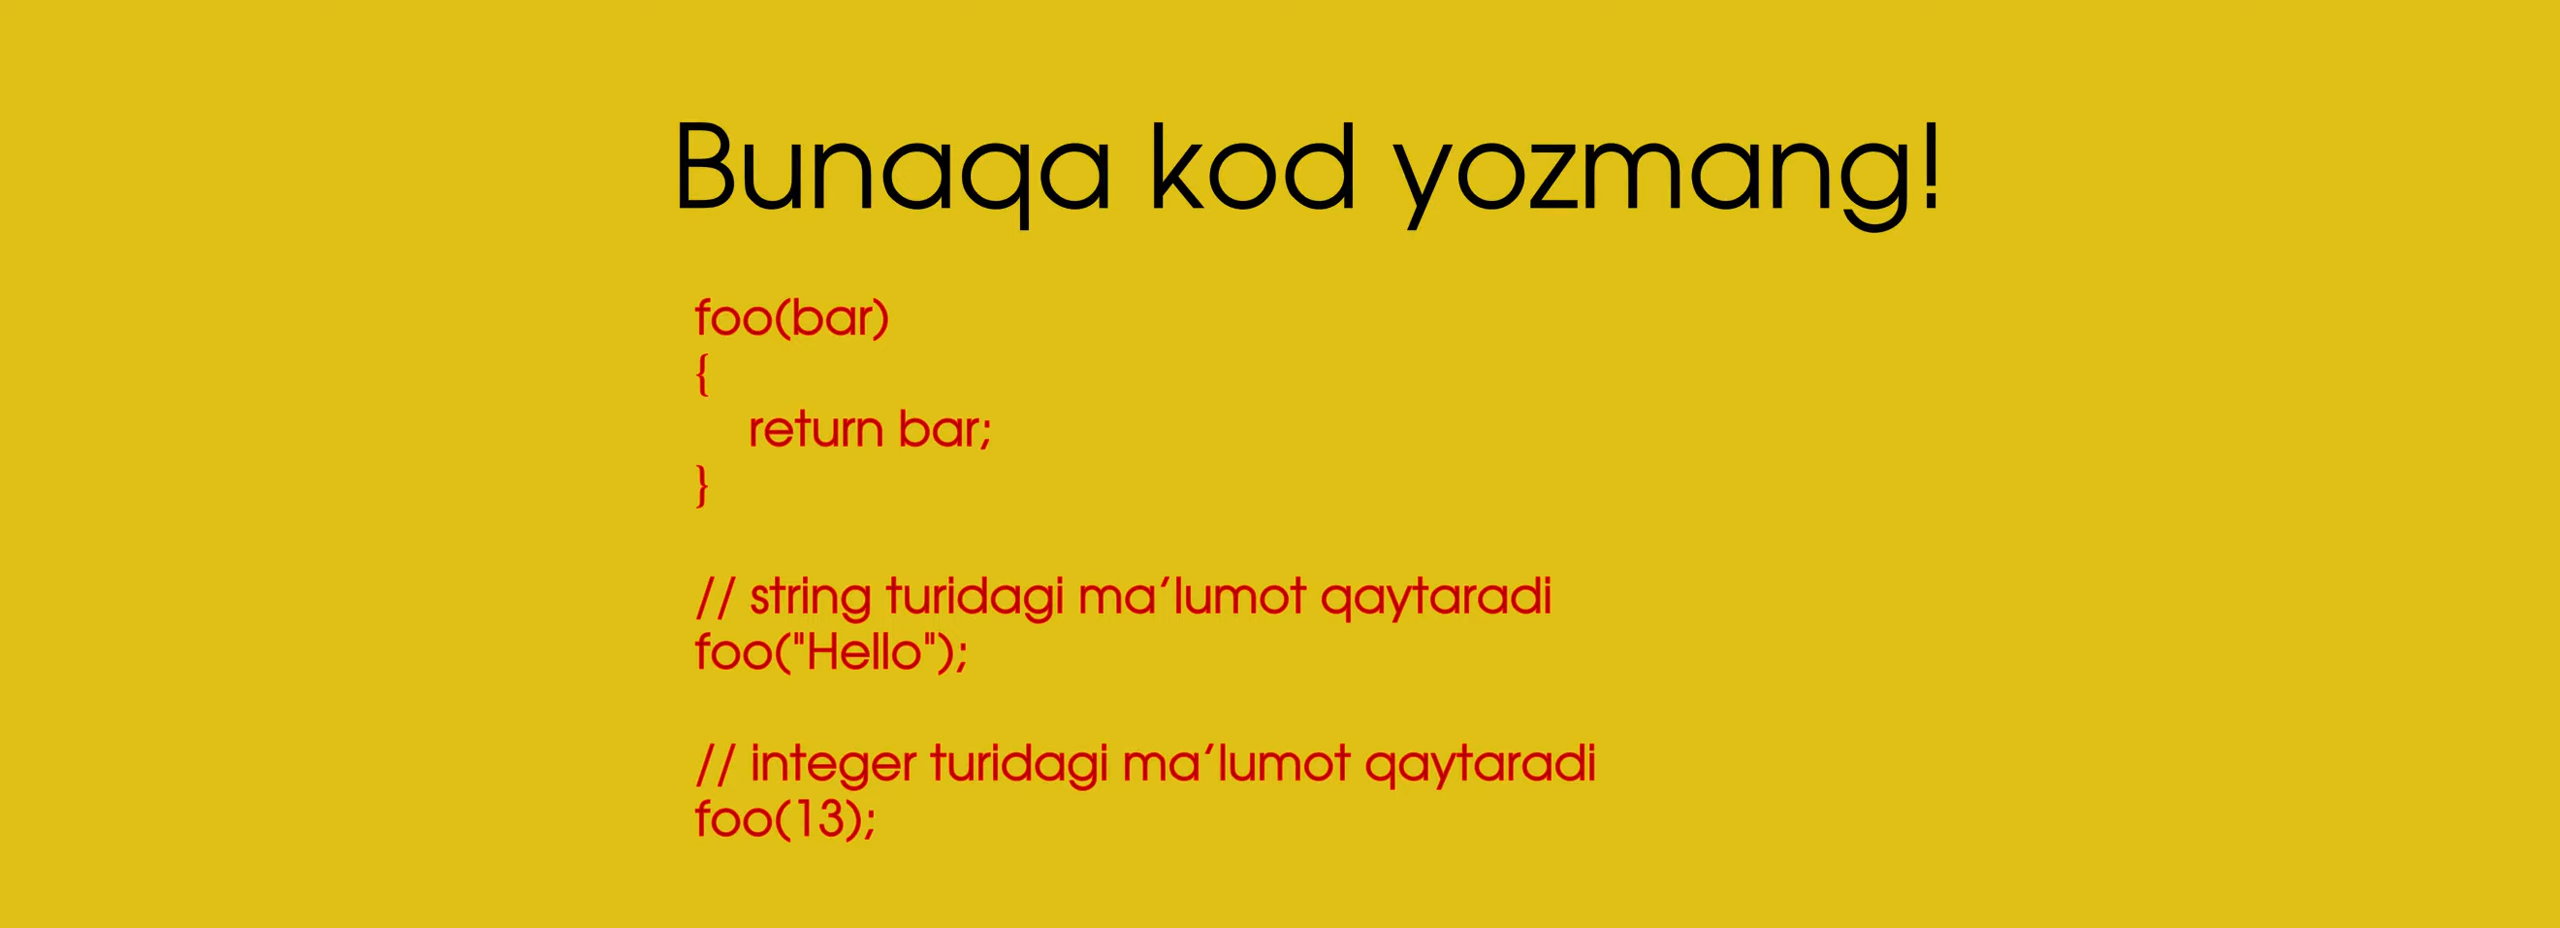 Bunaqa kod yozmang!
foo(bar)
{
return bar;
}
// string turidagi ma’lumot qaytaradi
foo("Hello");
// integer turidagi ma’lumot qaytaradi
foo(13);